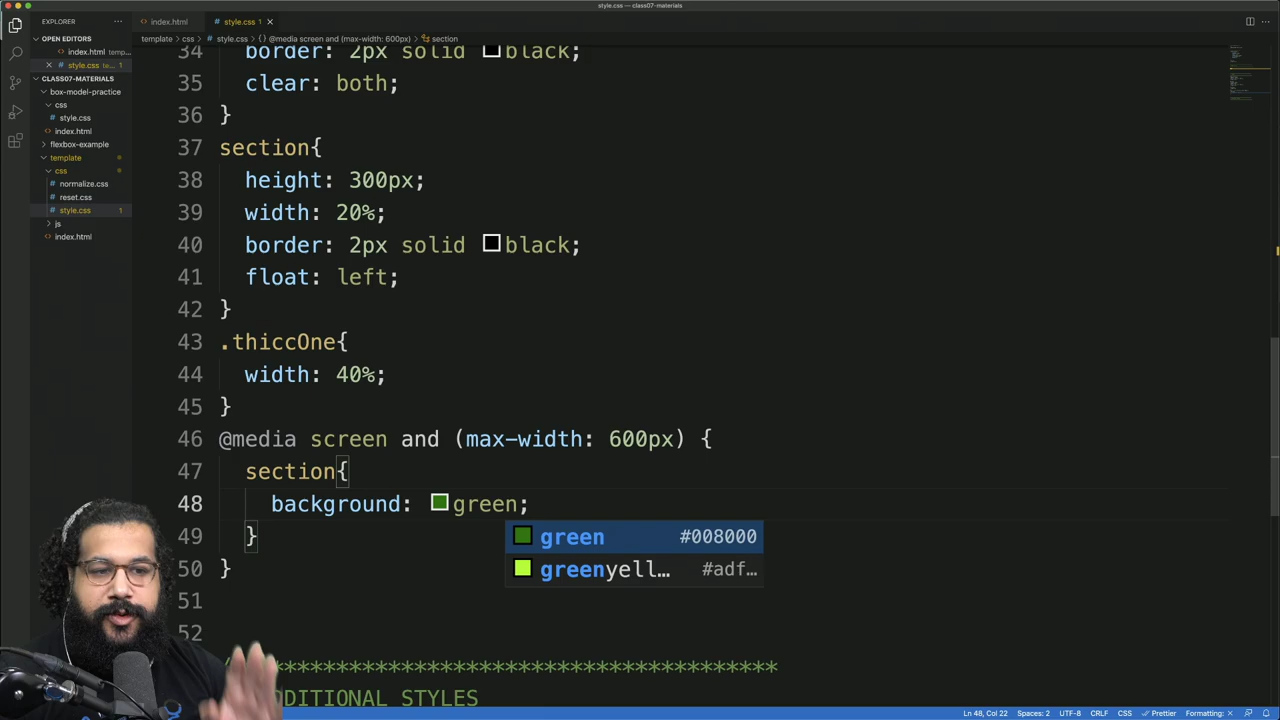 style.css — class07-materials
EXPLORER
index.html
style.css 1
template > css > style.css > @media screen and (max-width: 600px) > section
OPEN EDITORS
index.html temp...
style.css te... 1
CLASS07-MATERIALS
box-model-practice
css
style.css
index.html
flexbox-example
template
css
normalize.css
reset.css
style.css 1
js
index.html
34 border: 2px solid black;
35 clear: both;
36 }
37 section{
38 height: 300px;
39 width: 20%;
40 border: 2px solid black;
41 float: left;
42 }
43 .thiccOne{
44 width: 40%;
45 }
46 @media screen and (max-width: 600px) {
47 section{
48 background: green;
49 }
50 }
51
52
green #008000
greenyell... #adf...
***************************************
DDITIONAL STYLES
Ln 48, Col 22 Spaces: 2 UTF-8 CRLF CSS Prettier Formatting: ×